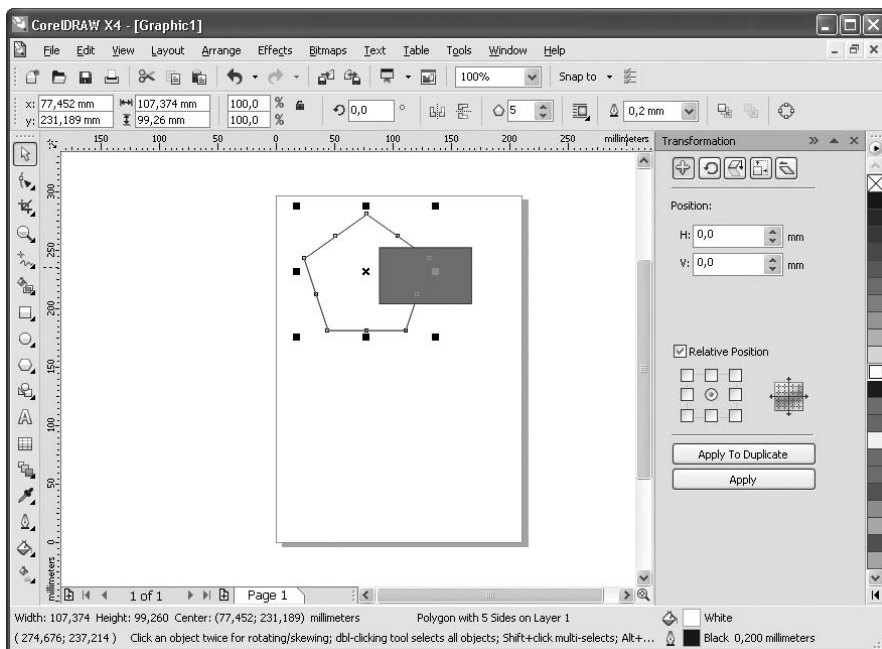 CorelDRAW X4 - [Graphic1]
File Edit View Layout Arrange Effects Bitmaps Text Table Tools Window Help
100% Snap to
x: 77,452 mm 107,374 mm 100,0 % 0,0 ° 5 0,2 mm
y: 231,189 mm 99,26 mm 100,0 %
150 100 50 0 50 100 150 200 250 millimeters
Transformation
300
250
200
150
100
50
0
millimeters
Position:
H: 0,0 mm
V: 0,0 mm
Relative Position
Apply To Duplicate
Apply
1 of 1 Page 1
Width: 107,374 Height: 99,260 Center: (77,452; 231,189) millimeters Polygon with 5 Sides on Layer 1 White
( 274,676; 237,214 ) Click an object twice for rotating/skewing; dbl-clicking tool selects all objects; Shift+click multi-selects; Alt+... Black 0,200 millimeters